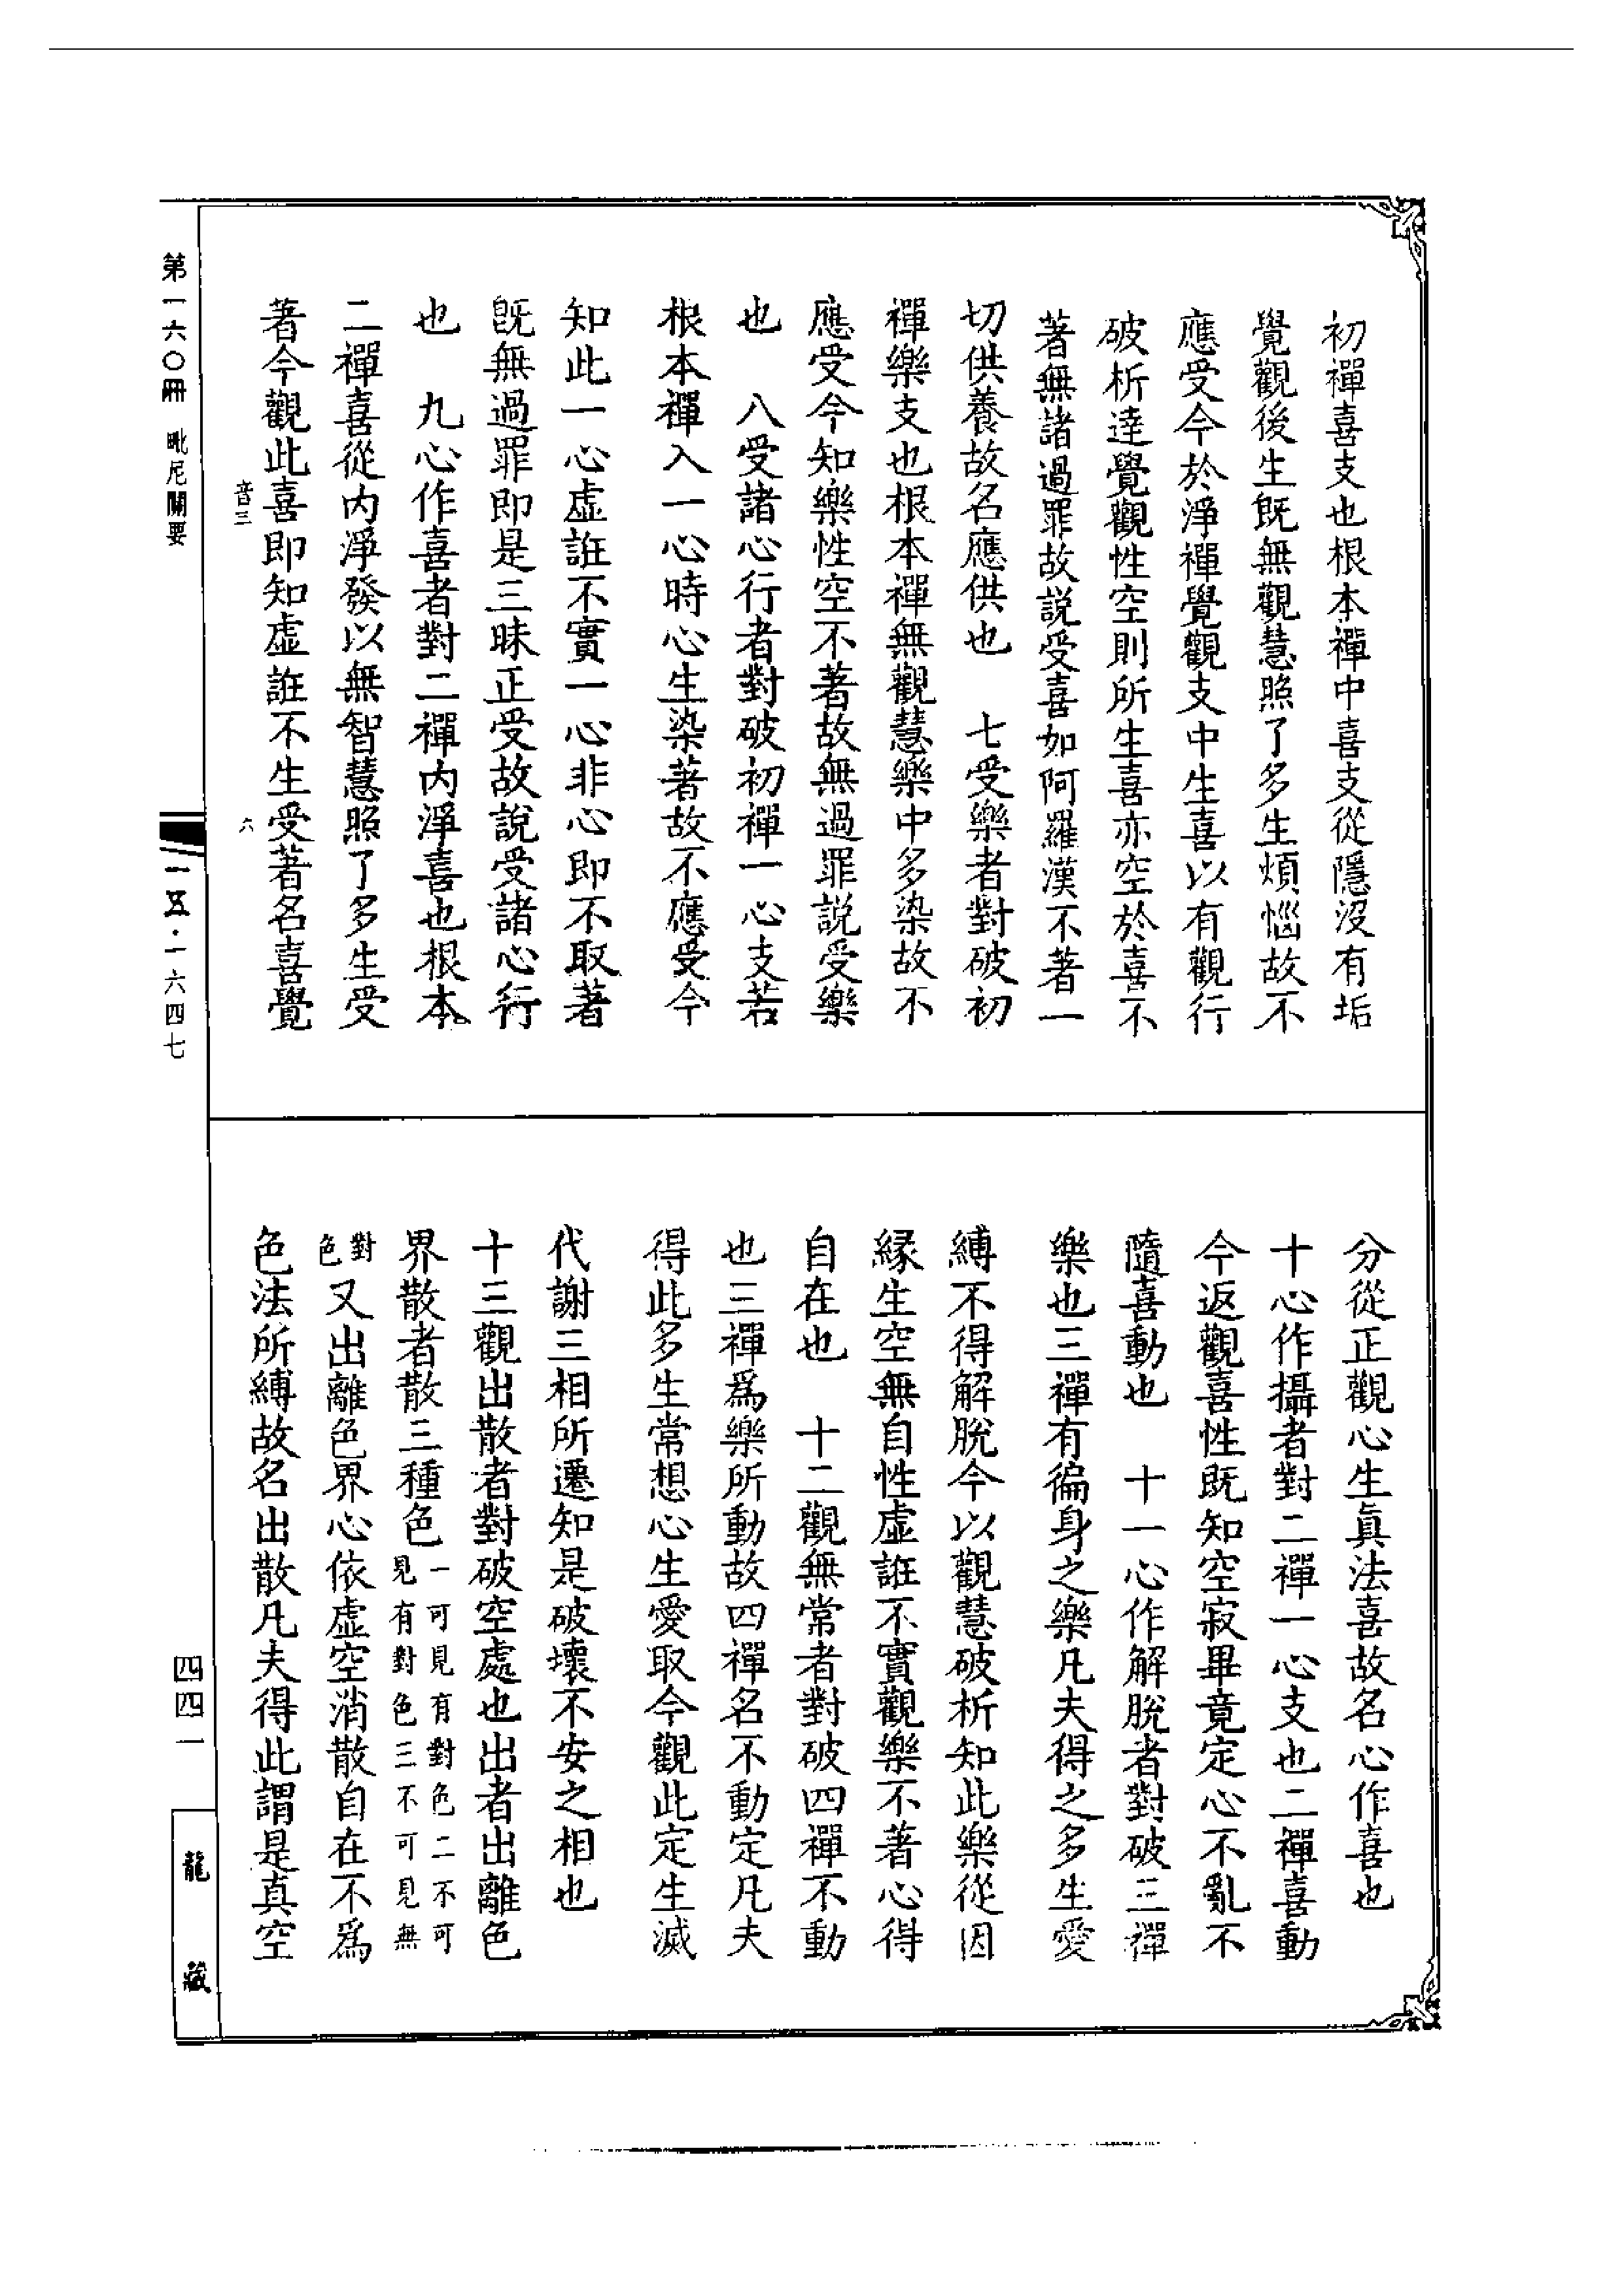 初禪喜支也根本禪中喜支從隱沒有垢
覺觀後生既無觀慧照了多生煩惱故不
應受今於淨禪覺觀支中生喜以有觀行
破析達覺觀性空則所生喜亦空於喜不
著無諸過罪故説受喜如阿羅漢不著一
切供養故名應供也　七受樂者對破初
禪樂支也根本禪無觀慧樂中多染故不
應受今知樂性空不著故無過罪説受樂
也　八受諸心行者對破初禪一心支若
根本禪入一心時心生染著故不應受今
知此一心虛誑不實一心非心即不取著
既無過罪即是三昧正受故說受諸心行
也　九心作喜者對二禪內淨喜也根本
二禪喜從內淨發以無智慧照了多生受
著今觀此喜即知虛誑不生受著名喜覺
分從正觀心生眞法喜故名心作喜也
十心作攝者對二禪一心支也二禪喜動
今返觀喜性既知空寂畢竟定心不亂不
隨喜動也　十一心作解脫者對破三禪
樂也三禪有徧身之樂凡夫得之多生愛
縛不得解脫今以觀慧破析知此樂從因
緣生空無自性虛誑不實觀樂不著心得
自在也　十二觀無常者對破四禪不動
也三禪爲樂所動故四禪名不動定凡夫
得此多生常想心生愛取今觀此定生滅
代謝三相所遷知是破壞不安之相也
十三觀出散者對破空處也出者出離色
界散者散三種色一可見有對色二不可見有對色三不可見無
對色又出離色界心依虛空消散自在不爲
色法所縛故名出散凡夫得此謂是真空
音三
六
第一六〇冊　毗尼關要
一五·一六四七
四四一
龍藏